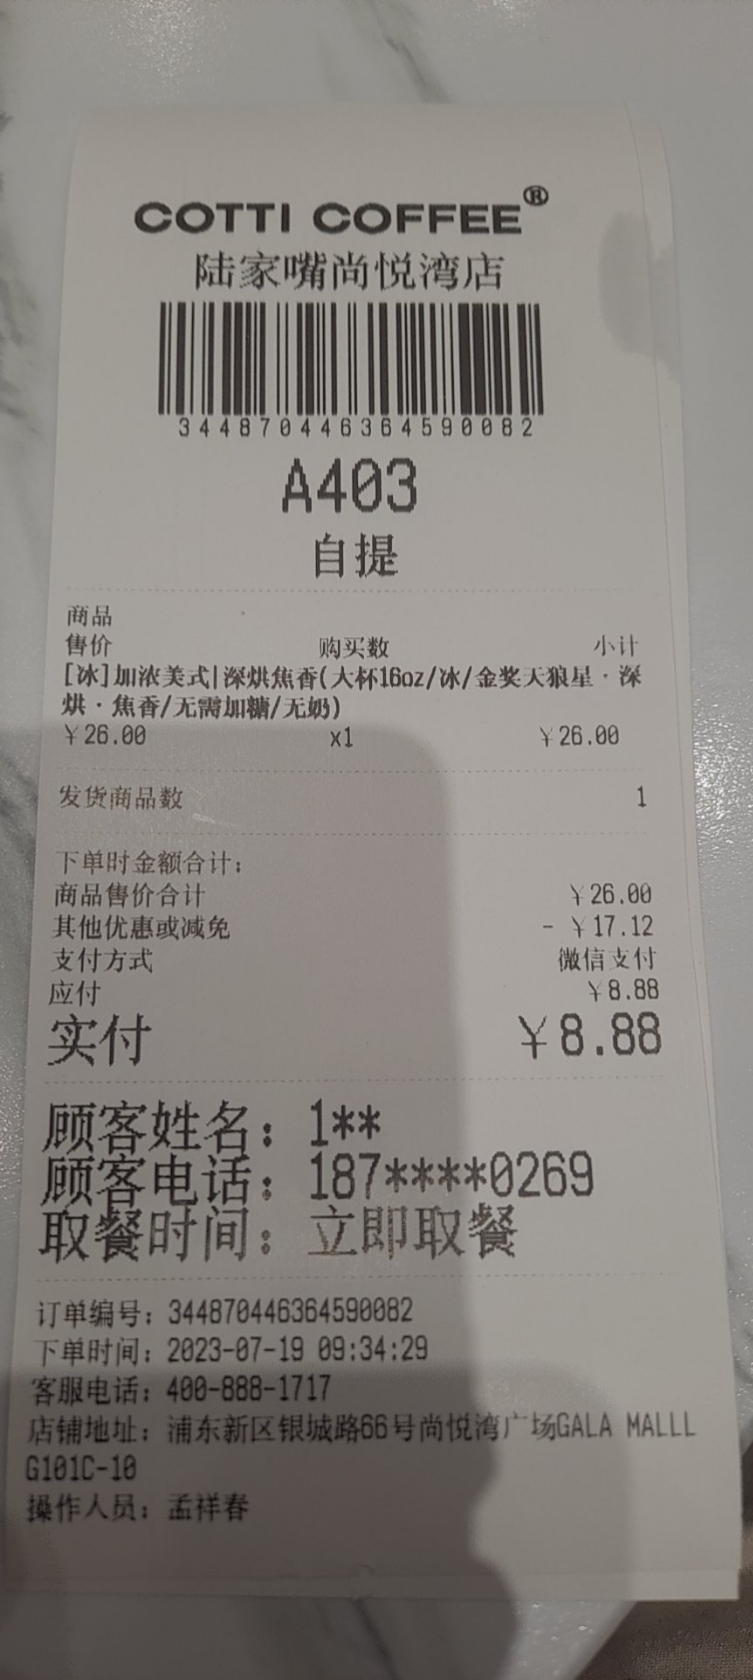 COTTI COFFEE®
陆家嘴尚悦湾店
344870446364590082
A403
自提
商品
售价 购买数 小计
[冰]加浓美式|深烘焦香(大杯16oz/冰/金奖天狼星·深
烘·焦香/无需加糖/无奶)
￥26.00 x1 ￥26.00
发货商品数 1
下单时金额合计:
商品售价合计 ￥26.00
其他优惠或减免 - ￥17.12
支付方式 微信支付
应付 ￥8.88
实付 ￥8.88
顾客姓名: 1**
顾客电话: 187****0269
取餐时间: 立即取餐
订单编号: 344870446364590082
下单时间: 2023-07-19 09:34:29
客服电话: 400-888-1717
店铺地址: 浦东新区银城路66号尚悦湾广场GALA MALLL
G101C-10
操作人员: 孟祥春